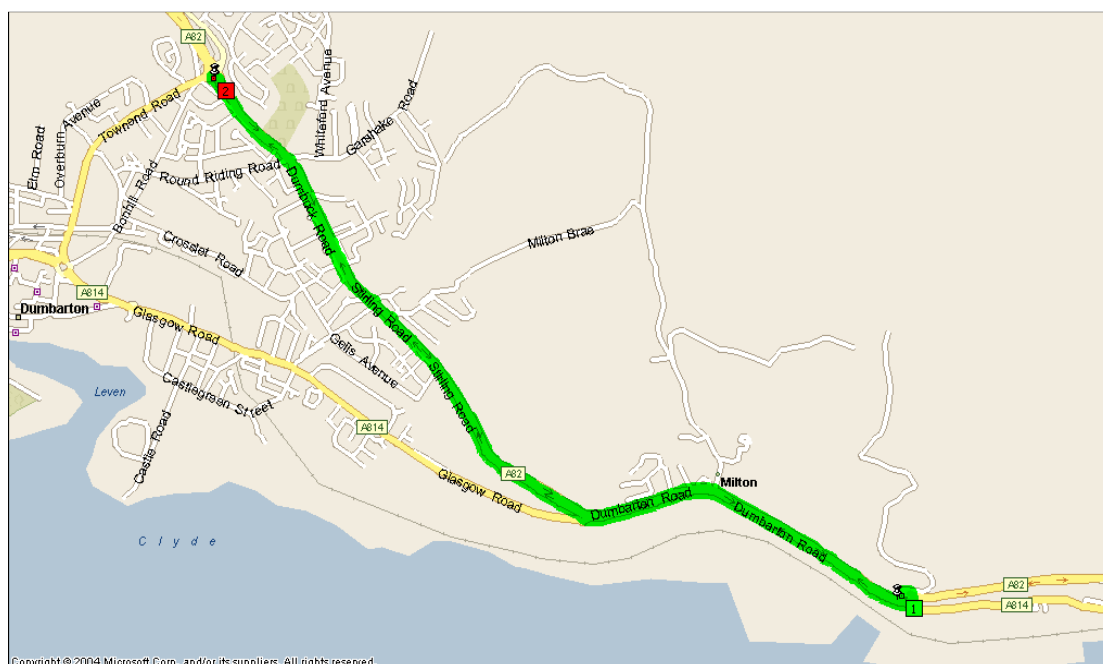 A82
2
Townend Road
Overburn Avenue
Elm Road
Bonhill Road
Whiteford Avenue
Garshake Road
Round Riding Road
Dumbuck Road
Crosslet Road
Milton Brae
A814
Dumbarton
Glasgow Road
Stirling Road
Gells Avenue
Stirling Road
Leven
Castlegreen Street
Castle Road
A814
A82
Glasgow Road
Milton
Dumbarton Road
Dumbarton Road
Clyde
A82
A814
1
Copyright © 2004 Microsoft Corp. and/or its suppliers. All rights reserved.